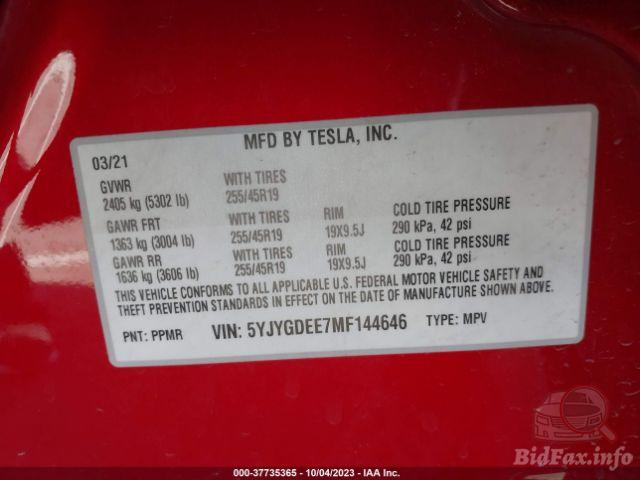 MFD BY TESLA, INC.
03/21
GVWR WITH TIRES
2405 kg (5302 lb) 255/45R19
GAWR FRT WITH TIRES RIM COLD TIRE PRESSURE
1363 kg (3004 lb) 255/45R19 19X9.5J 290 kPa, 42 psi
GAWR RR WITH TIRES RIM COLD TIRE PRESSURE
1636 kg (3606 lb) 255/45R19 19X9.5J 290 kPa, 42 psi
THIS VEHICLE CONFORMS TO ALL APPLICABLE U.S. FEDERAL MOTOR VEHICLE SAFETY AND
THEFT PREVENTION STANDARDS IN EFFECT ON THE DATE OF MANUFACTURE SHOWN ABOVE.
PNT: PPMR VIN: 5YJYGDEE7MF144646 TYPE: MPV
BidFax.info
000-37735365 - 10/04/2023 - IAA Inc.